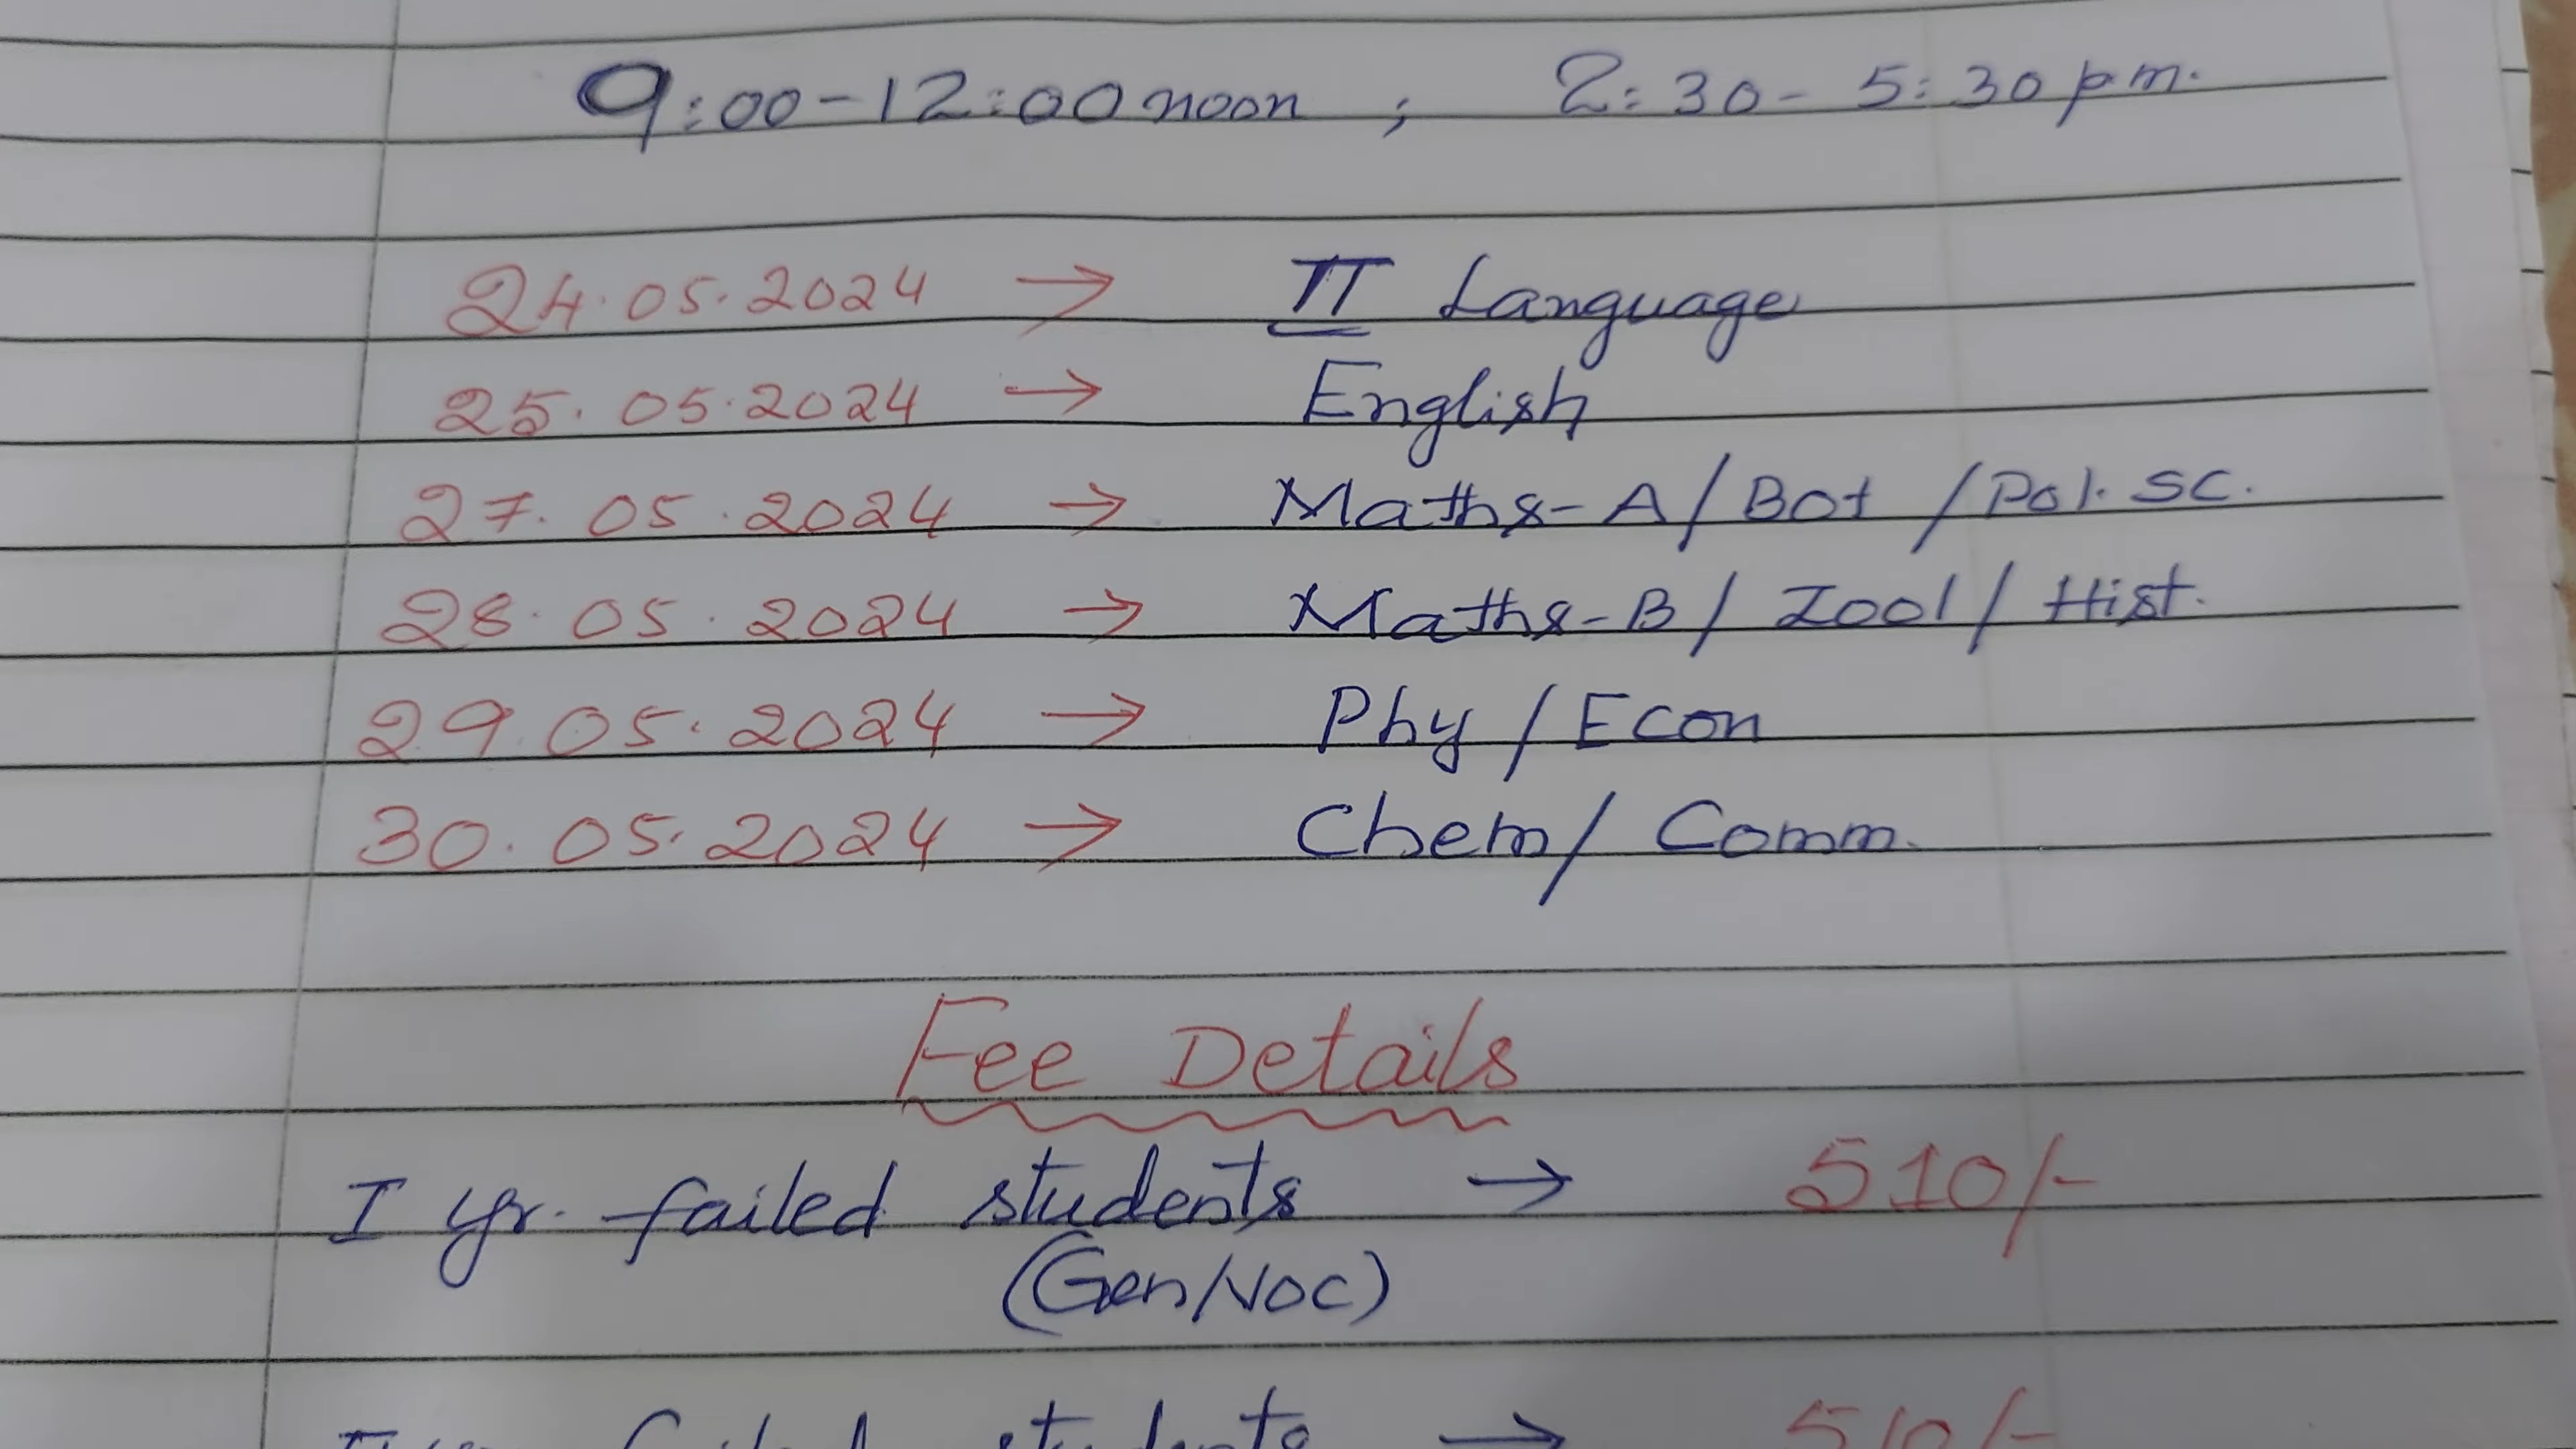 9:00-12:00 noon ; 2:30- 5:30 pm.
24.05.2024 → II Language
25.05.2024 → English
27.05.2024 → Maths-A/Bot /Pol. SC.
28.05.2024 → Maths-B/ Zool/ Hist.
29.05.2024 → Phy /Econ
30.05.2024 → Chem/ Comm.
Fee Details
I yr. failed students → 510/-
(Gen/Voc)
students → 510/-